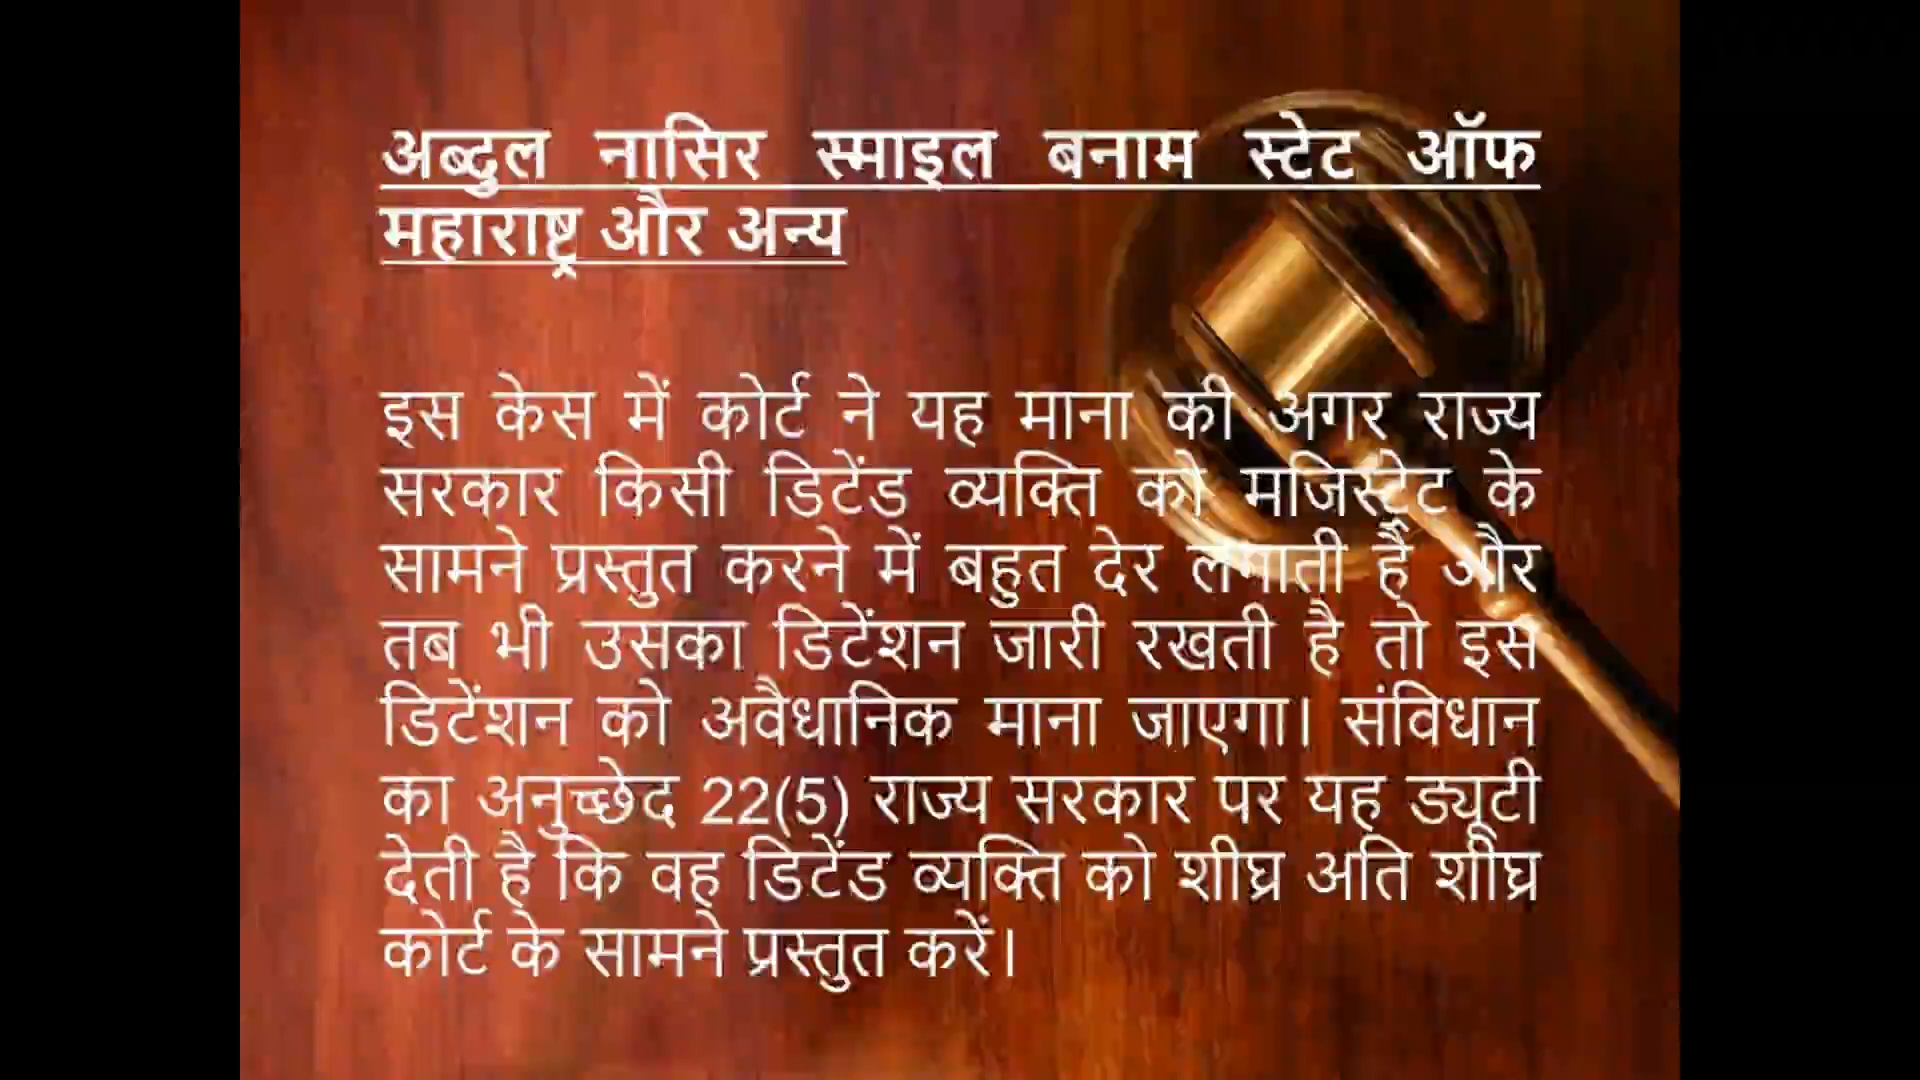 अब्दुल नासिर स्माइल बनाम स्टेट ऑफ
महाराष्ट्र और अन्य
इस केस में कोर्ट ने यह माना की अगर राज्य
सरकार किसी डिटेंड व्यक्ति को मजिस्ट्रेट के
सामने प्रस्तुत करने में बहुत देर लगाती है और
तब भी उसका डिटेंशन जारी रखती है तो इस
डिटेंशन को अवैधानिक माना जाएगा। संविधान
का अनुच्छेद 22(5) राज्य सरकार पर यह ड्यूटी
देती है कि वह डिटेंड व्यक्ति को शीघ्र अति शीघ्र
कोर्ट के सामने प्रस्तुत करें।